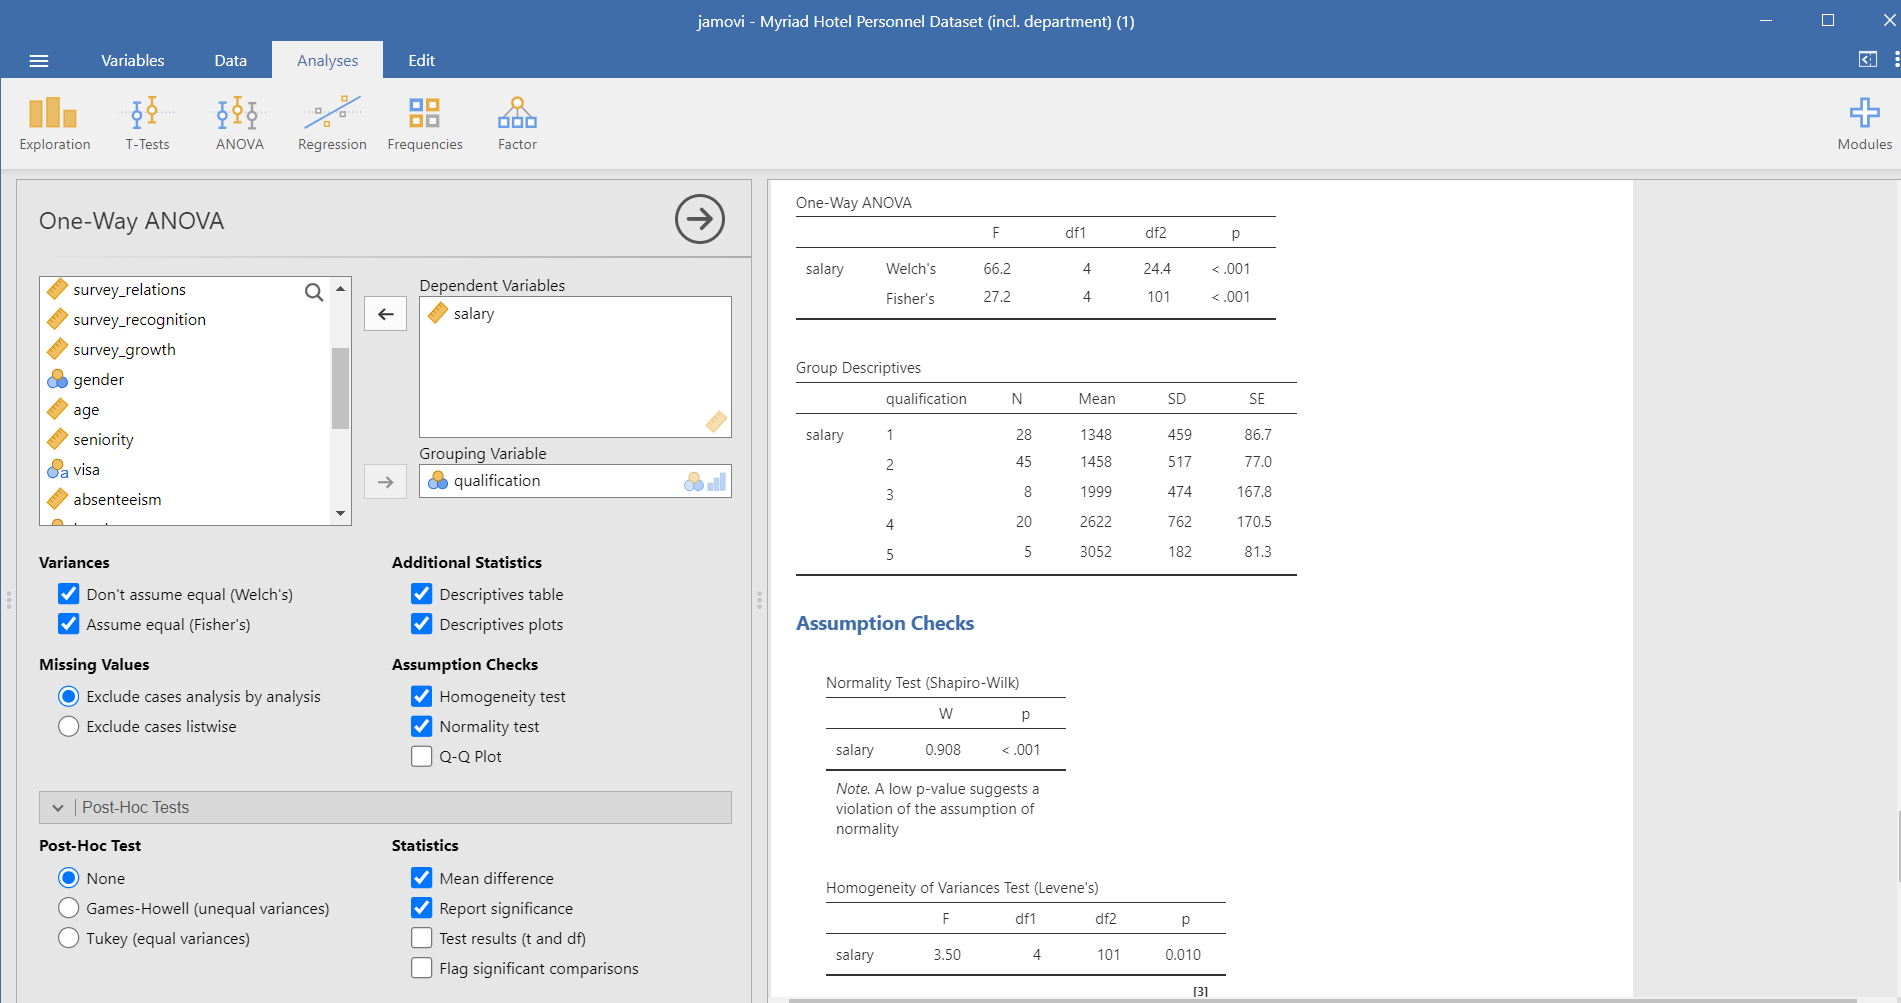 jamovi - Myriad Hotel Personnel Dataset (incl. department) (1)
Variables Data Analyses Edit
Exploration T-Tests ANOVA Regression Frequencies Factor Modules
One-Way ANOVA
survey_relations
survey_recognition
survey_growth
gender
age
seniority
visa
absenteeism
Dependent Variables
salary
Grouping Variable
qualification
Variances
Don't assume equal (Welch's)
Assume equal (Fisher's)
Additional Statistics
Descriptives table
Descriptives plots
Missing Values
Exclude cases analysis by analysis
Exclude cases listwise
Assumption Checks
Homogeneity test
Normality test
Q-Q Plot
Post-Hoc Tests
Post-Hoc Test
None
Games-Howell (unequal variances)
Tukey (equal variances)
Statistics
Mean difference
Report significance
Test results (t and df)
Flag significant comparisons
One-Way ANOVA
F df1 df2 p
salary Welch's 66.2 4 24.4 < .001
Fisher's 27.2 4 101 < .001
Group Descriptives
qualification N Mean SD SE
salary 1 28 1348 459 86.7
2 45 1458 517 77.0
3 8 1999 474 167.8
4 20 2622 762 170.5
5 5 3052 182 81.3
Assumption Checks
Normality Test (Shapiro-Wilk)
W p
salary 0.908 < .001
Note. A low p-value suggests a
violation of the assumption of
normality
Homogeneity of Variances Test (Levene's)
F df1 df2 p
salary 3.50 4 101 0.010
[3]